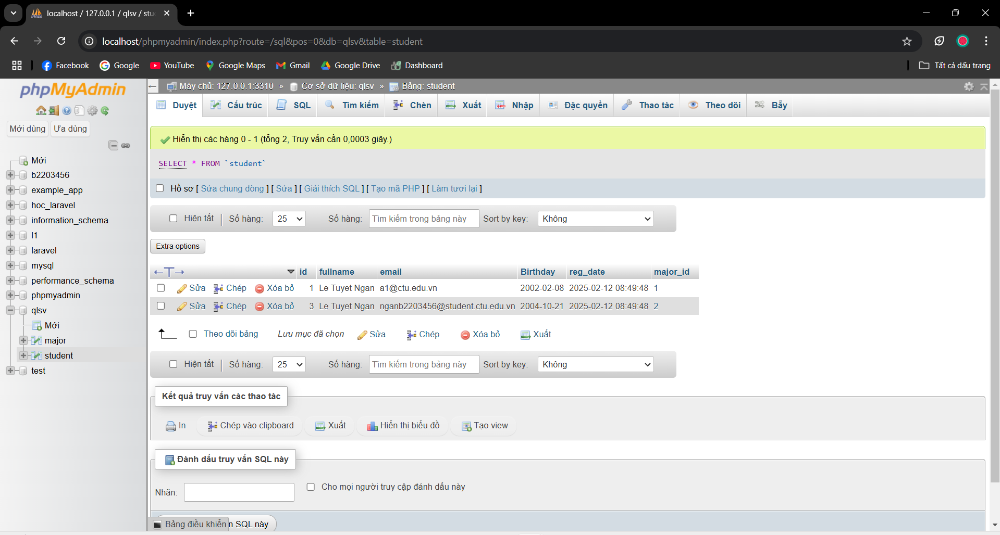 localhost / 127.0.0.1 / qlsv / stu
localhost/phpmyadmin/index.php?route=/sql&pos=0&db=qlsv&table=student
Facebook Google YouTube Google Maps Gmail Google Drive Dashboard Tất cả dấu trang
phpMyAdmin
Mới dùng Ưa dùng
Mới
b2203456
example_app
hoc_laravel
information_schema
l1
laravel
mysql
performance_schema
phpmyadmin
qlsv
Mới
major
student
test
Máy chủ: 127.0.0.1:3310 » Cơ sở dữ liệu: qlsv » Bảng: student
Duyệt Cấu trúc SQL Tìm kiếm Chèn Xuất Nhập Đặc quyền Thao tác Theo dõi Bẫy
Hiển thị các hàng 0 - 1 (tổng 2, Truy vấn cần 0,0003 giây.)
SELECT * FROM `student`
Hồ sơ [ Sửa chung dòng ] [ Sửa ] [ Giải thích SQL ] [ Tạo mã PHP ] [ Làm tươi lại ]
Hiện tất Số hàng: 25 Số hàng: Tìm kiếm trong bảng này Sort by key: Không
Extra options
←T→ id fullname email Birthday reg_date major_id
Sửa Chép Xóa bỏ 1 Le Tuyet Ngan a1@ctu.edu.vn 2002-02-08 2025-02-12 08:49:48 1
Sửa Chép Xóa bỏ 3 Le Tuyet Ngan nganb2203456@student.ctu.edu.vn 2004-10-21 2025-02-12 08:49:48 2
Theo dõi bảng Lưu mục đã chọn Sửa Chép Xóa bỏ Xuất
Hiện tất Số hàng: 25 Số hàng: Tìm kiếm trong bảng này Sort by key: Không
Kết quả truy vấn các thao tác
In Chép vào clipboard Xuất Hiển thị biểu đồ Tạo view
Đánh dấu truy vấn SQL này
Nhãn: Cho mọi người truy cập đánh dấu này
Bảng điều khiển n SQL này